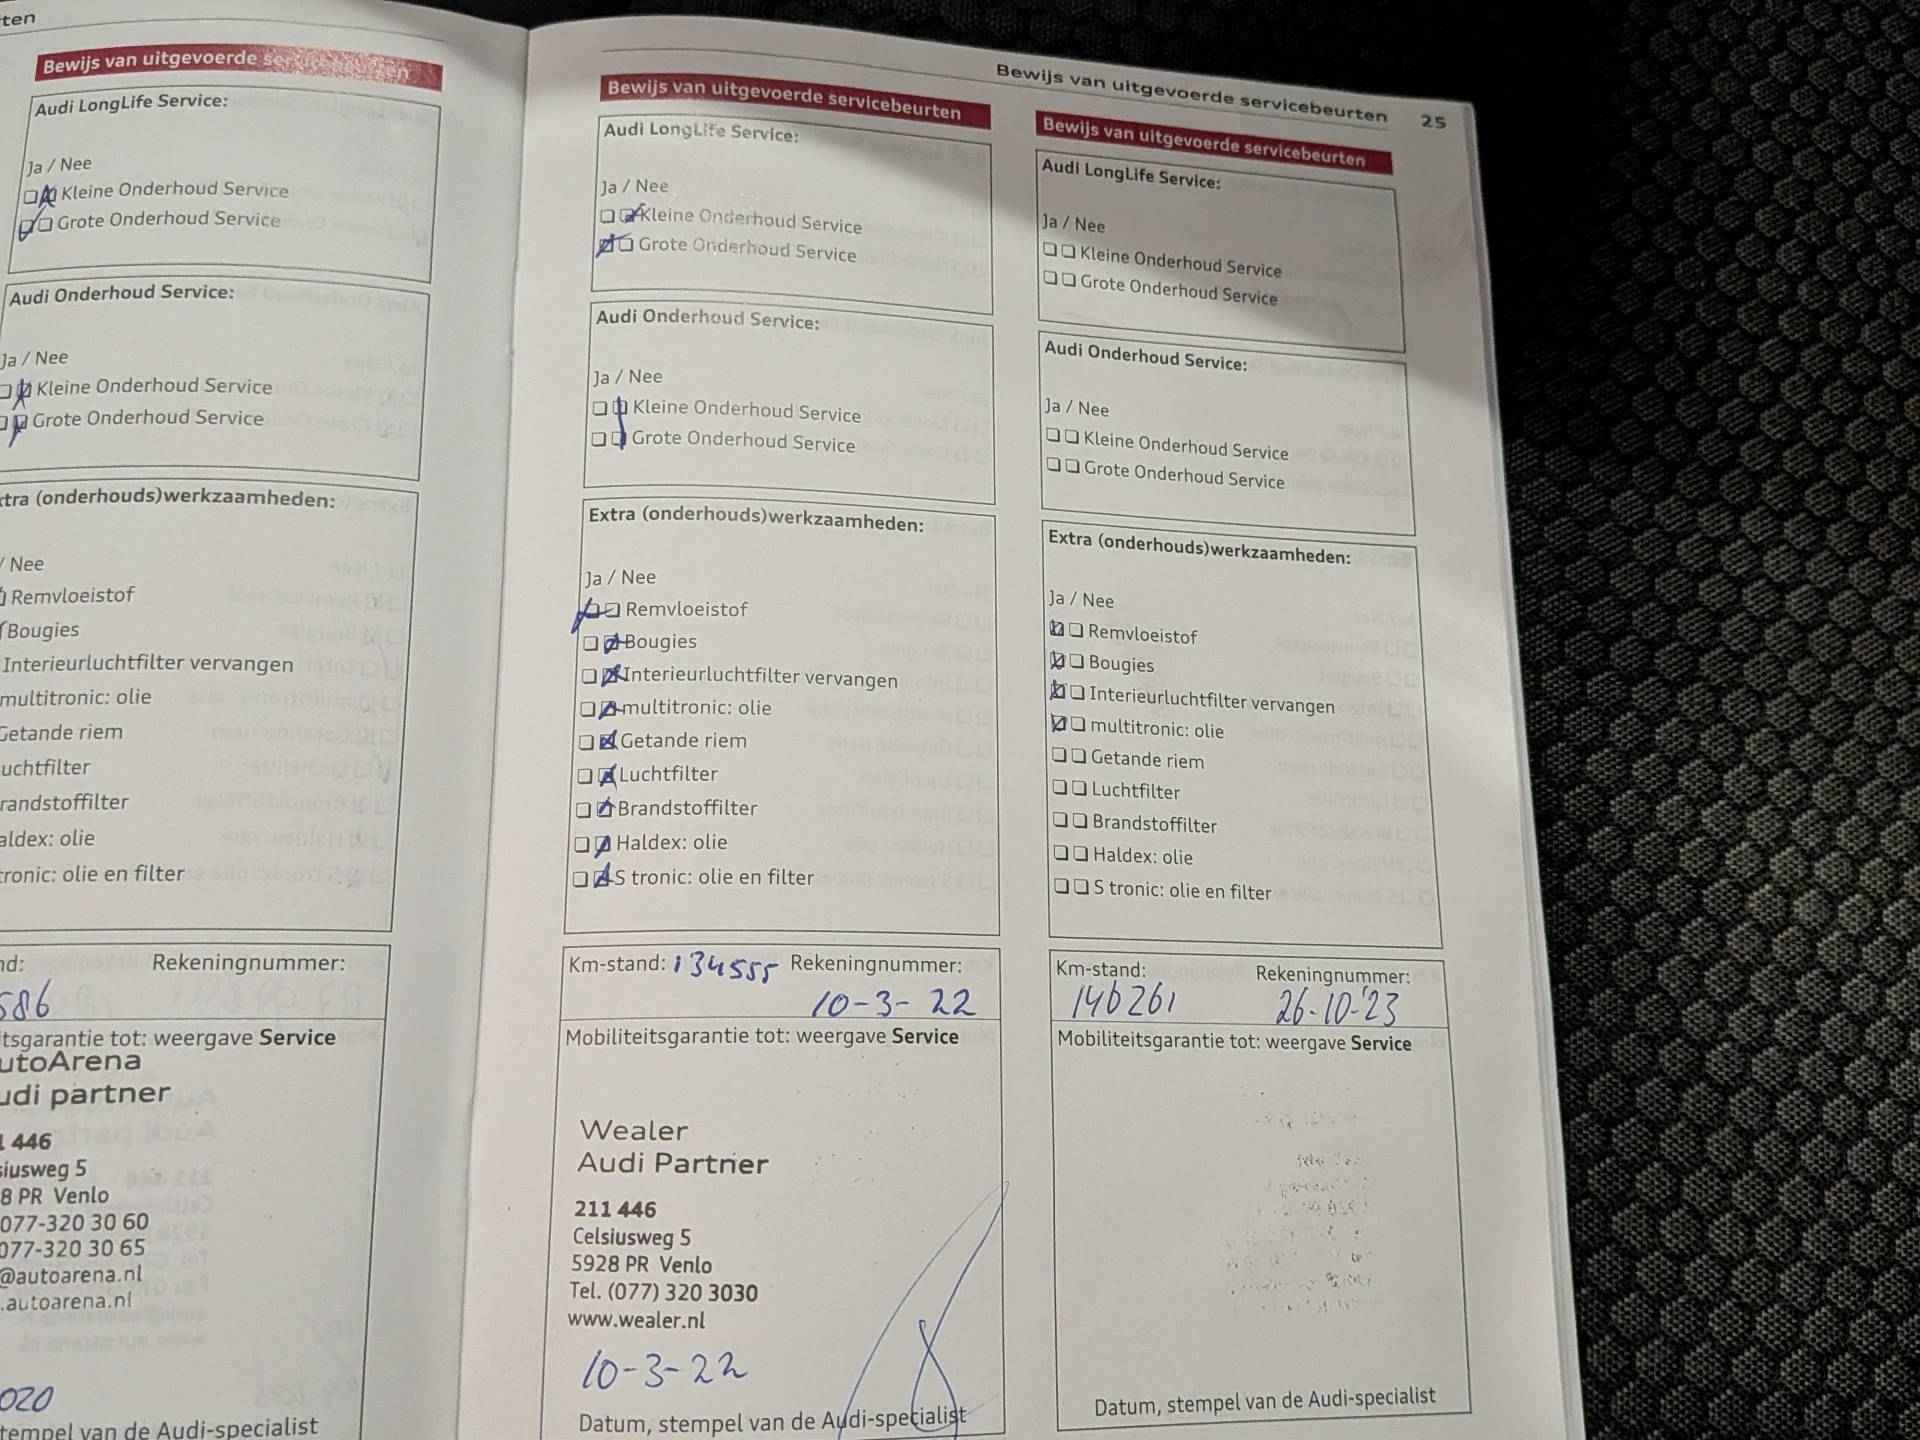 ten
Bewijs van uitgevoerde servicebeurten
Audi LongLife Service:
Ja / Nee
Kleine Onderhoud Service
Grote Onderhoud Service
Audi Onderhoud Service:
Ja / Nee
Kleine Onderhoud Service
Grote Onderhoud Service
xtra (onderhouds)werkzaamheden:
/ Nee
Remvloeistof
Bougies
Interieurluchtfilter vervangen
multitronic: olie
Getande riem
uchtfilter
randstoffilter
aldex: olie
tronic: olie en filter
nd: Rekeningnummer:
586
tsgarantie tot: weergave Service
utoArena
udi partner
1 446
siusweg 5
8 PR Venlo
077-320 30 60
077-320 30 65
@autoarena.nl
.autoarena.nl
020
tempel van de Audi-specialist
Bewijs van uitgevoerde servicebeurten 25
Bewijs van uitgevoerde servicebeurten
Audi LongLife Service:
Ja / Nee
Kleine Onderhoud Service
Grote Onderhoud Service
Audi Onderhoud Service:
Ja / Nee
Kleine Onderhoud Service
Grote Onderhoud Service
Extra (onderhouds)werkzaamheden:
Ja / Nee
Remvloeistof
Bougies
Interieurluchtfilter vervangen
multitronic: olie
Getande riem
Luchtfilter
Brandstoffilter
Haldex: olie
S tronic: olie en filter
Km-stand: 134555 Rekeningnummer:
10-3-22
Mobiliteitsgarantie tot: weergave Service
Wealer
Audi Partner
211 446
Celsiusweg 5
5928 PR Venlo
Tel. (077) 320 3030
www.wealer.nl
10-3-22
Datum, stempel van de Audi-specialist
Bewijs van uitgevoerde servicebeurten
Audi LongLife Service:
Ja / Nee
Kleine Onderhoud Service
Grote Onderhoud Service
Audi Onderhoud Service:
Ja / Nee
Kleine Onderhoud Service
Grote Onderhoud Service
Extra (onderhouds)werkzaamheden:
Ja / Nee
Remvloeistof
Bougies
Interieurluchtfilter vervangen
multitronic: olie
Getande riem
Luchtfilter
Brandstoffilter
Haldex: olie
S tronic: olie en filter
Km-stand: Rekeningnummer:
146261 26-10-'23
Mobiliteitsgarantie tot: weergave Service
Datum, stempel van de Audi-specialist